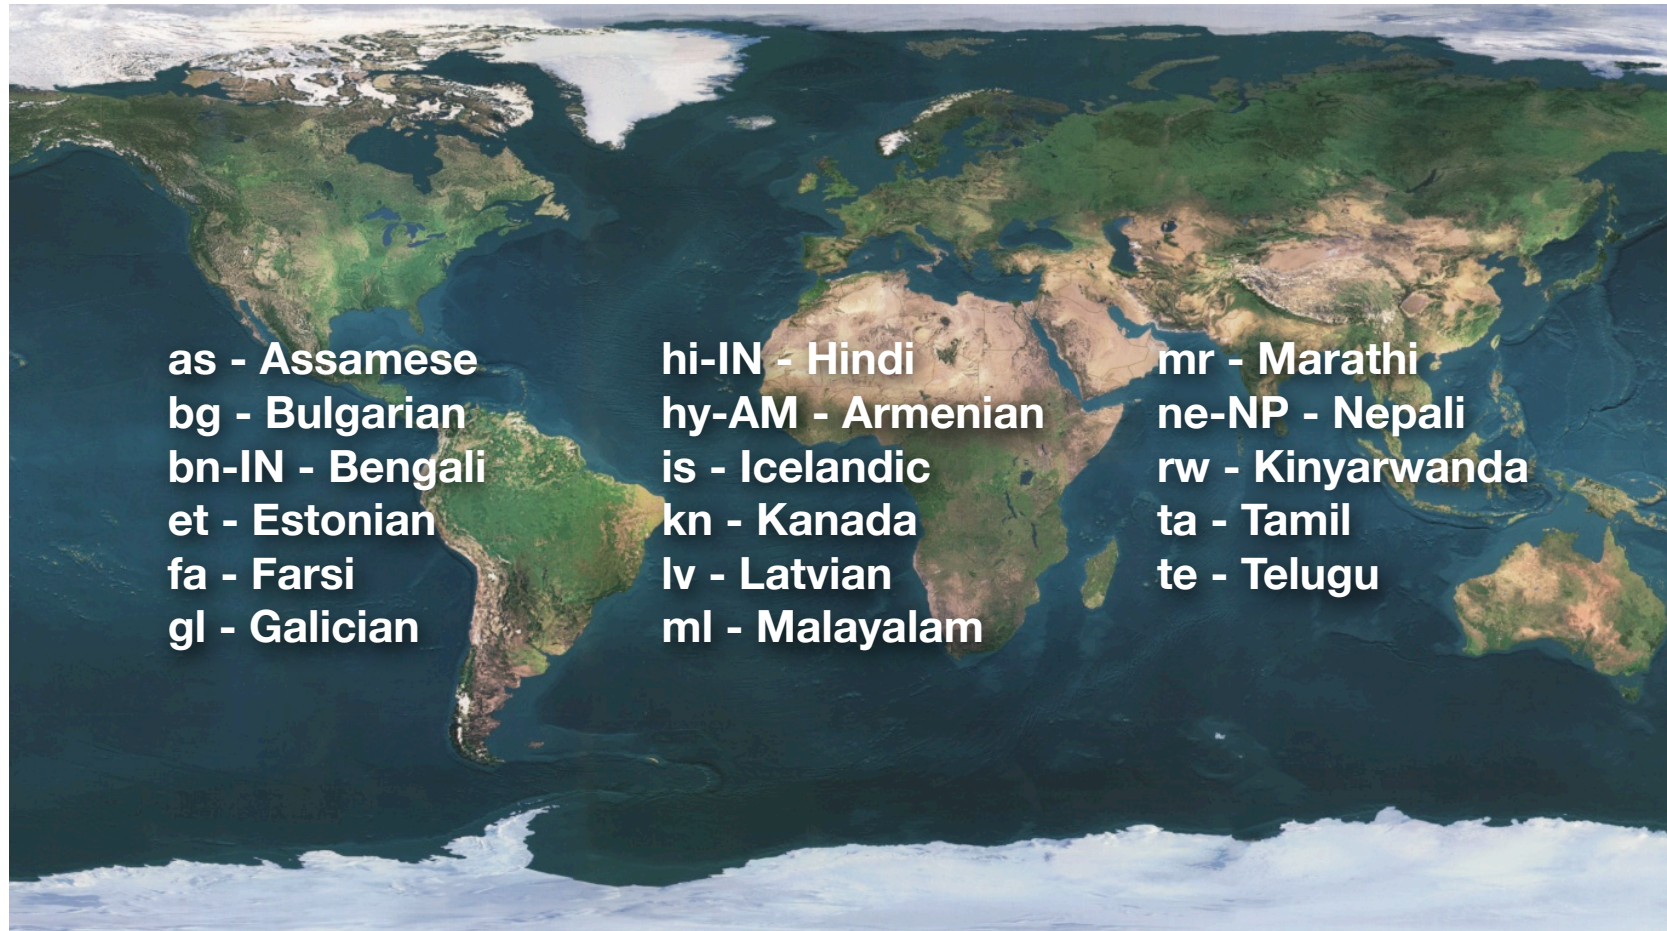 as - Assamese
bg - Bulgarian
bn-IN - Bengali
et - Estonian
fa - Farsi
gl - Galician
hi-IN - Hindi
hy-AM - Armenian
is - Icelandic
kn - Kanada
lv - Latvian
ml - Malayalam
mr - Marathi
ne-NP - Nepali
rw - Kinyarwanda
ta - Tamil
te - Telugu